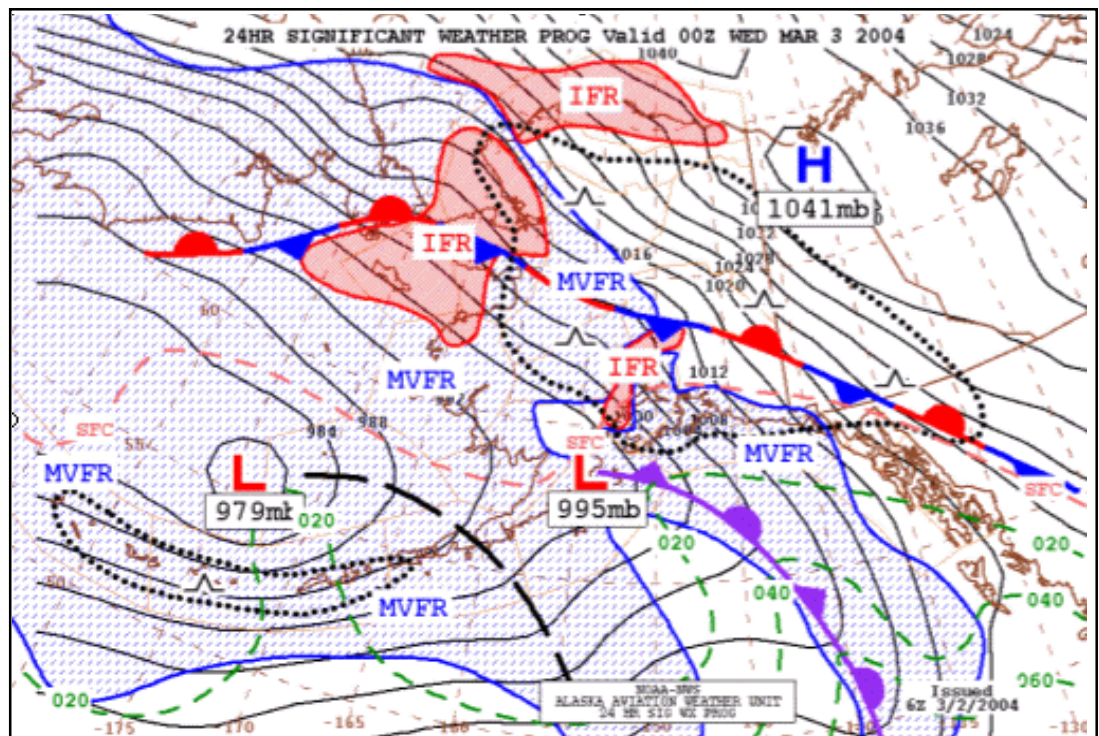 24HR SIGNIFICANT WEATHER PROG Valid 00Z WED MAR 3 2004
1040
1024
1028
1032
1036
IFR
H
1041mb
IFR
1016
1032
1028
1024
1020
MVFR
60
IFR
1012
MVFR
1008
SFC
984
988
55
SFC
MVFR
MVFR
L
979mb
L
995mb
SFC
020
020
020
50
MVFR
040
040
020
060
NOAA-NWS
ALASKA AVIATION WEATHER UNIT
24 HR SIG WX PROG
Issued
6Z 3/2/2004
-175
-170
-165
-130